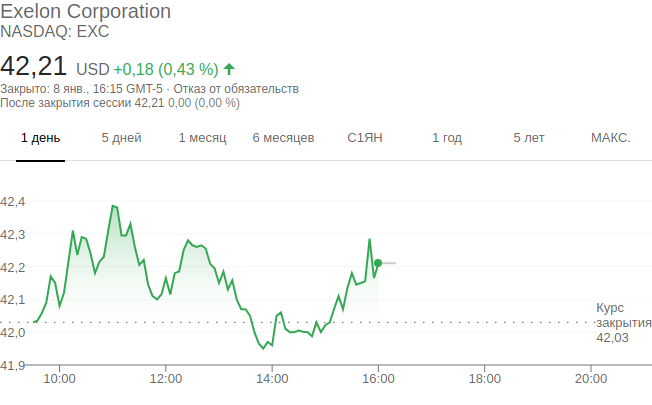 Exelon Corporation
NASDAQ: EXC
42,21 USD +0,18 (0,43 %)
Закрыто: 8 янв., 16:15 GMT-5 · Отказ от обязательств
После закрытия сессии 42,21 0,00 (0,00 %)
1 день 5 дней 1 месяц 6 месяцев С1ЯН 1 год 5 лет МАКС.
42,4
42,3
42,2
42,1
42,0
41,9
Курс
закрытия
42,03
10:00 12:00 14:00 16:00 18:00 20:00